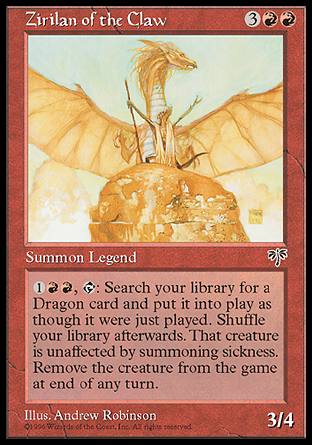 Zirilan of the Claw 3
Summon Legend
1, : Search your library for a
Dragon card and put it into play as
though it were just played. Shuffle
your library afterwards. That creature
is unaffected by summoning sickness.
Remove the creature from the game
at end of any turn.
Illus. Andrew Robinson
©1996 Wizards of the Coast, Inc. All rights reserved. 3/4